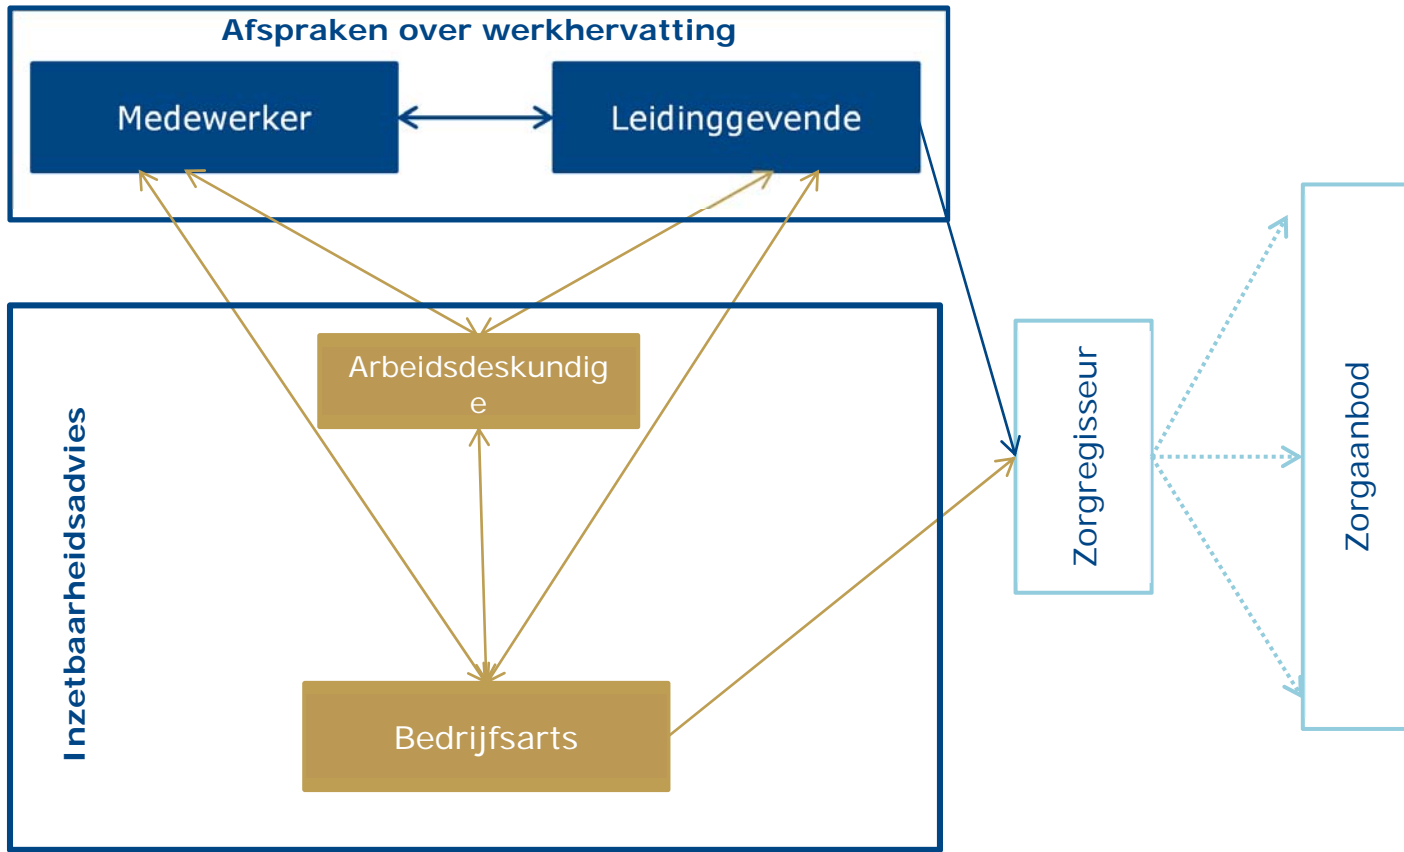 Afspraken over werkhervatting
Medewerker
Leidinggevende
Arbeidsdeskundig
e
Inzetbaarheidsadvies
Bedrijfsarts
Zorgregisseur
Zorgaanbod